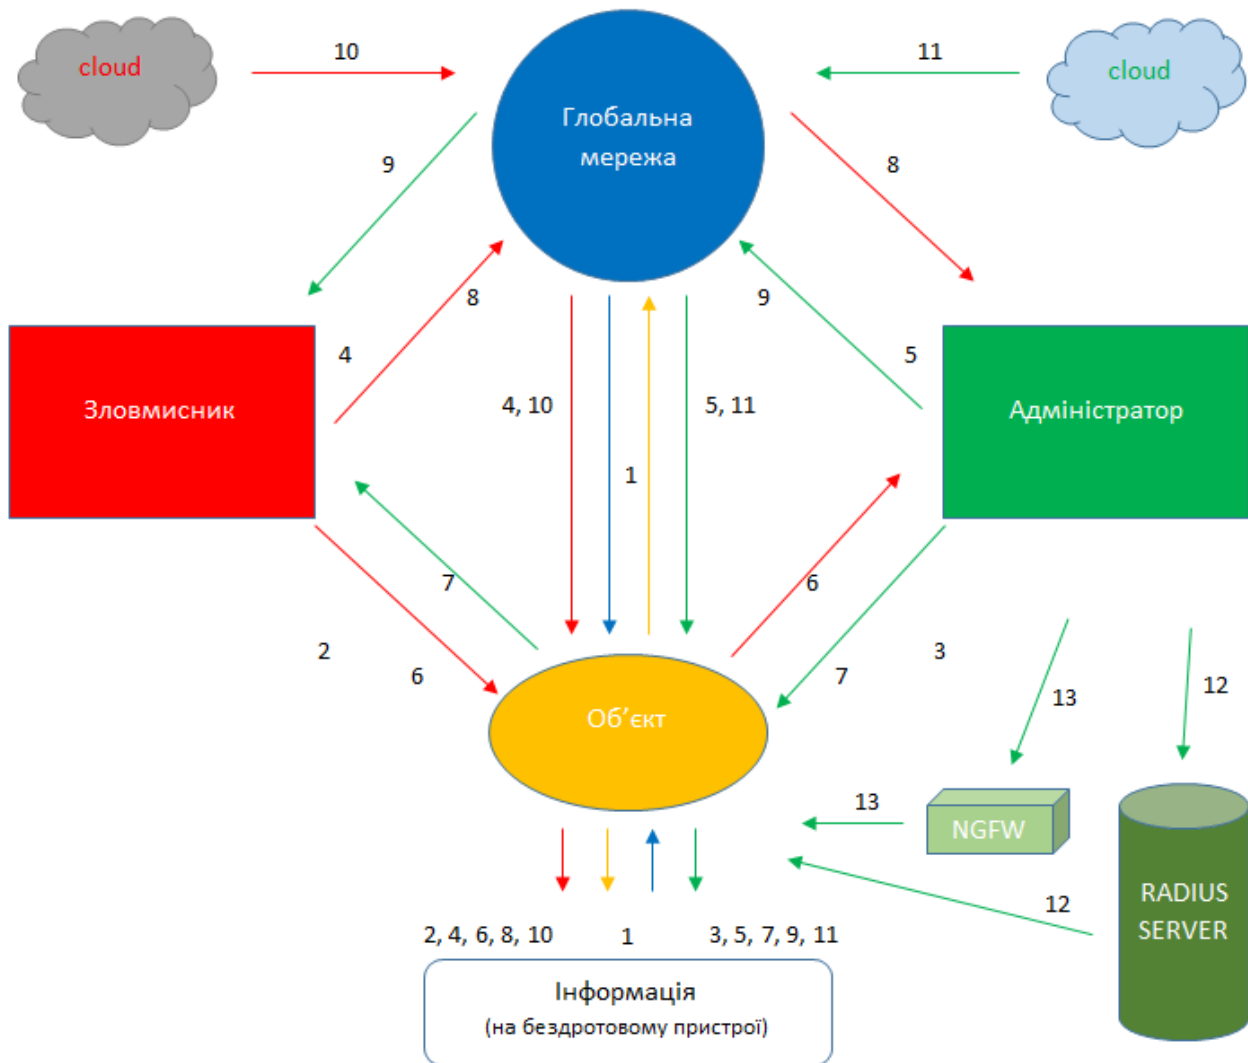 cloud
10
11
cloud
Глобальна
мережа
9
8
8
9
4
5
Зловмисник
4, 10
5, 11
Адміністратор
1
7
6
2
6
7
3
13
12
Об’єкт
13
NGFW
12
RADIUS
SERVER
2, 4, 6, 8, 10
1
3, 5, 7, 9, 11
Інформація
(на бездротовому пристрої)